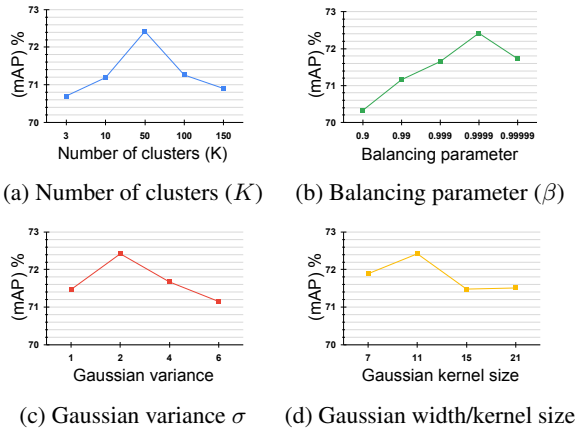 73
72
71
70
(mAP) %
3 10 50 100 150
Number of clusters (K)
(a) Number of clusters (K)
73
72
71
70
(mAP) %
0.9 0.99 0.999 0.9999 0.99999
Balancing parameter
(b) Balancing parameter (β)
73
72
71
70
(mAP) %
1 2 4 6
Gaussian variance
(c) Gaussian variance σ
73
72
71
70
(mAP) %
7 11 15 21
Gaussian kernel size
(d) Gaussian width/kernel size